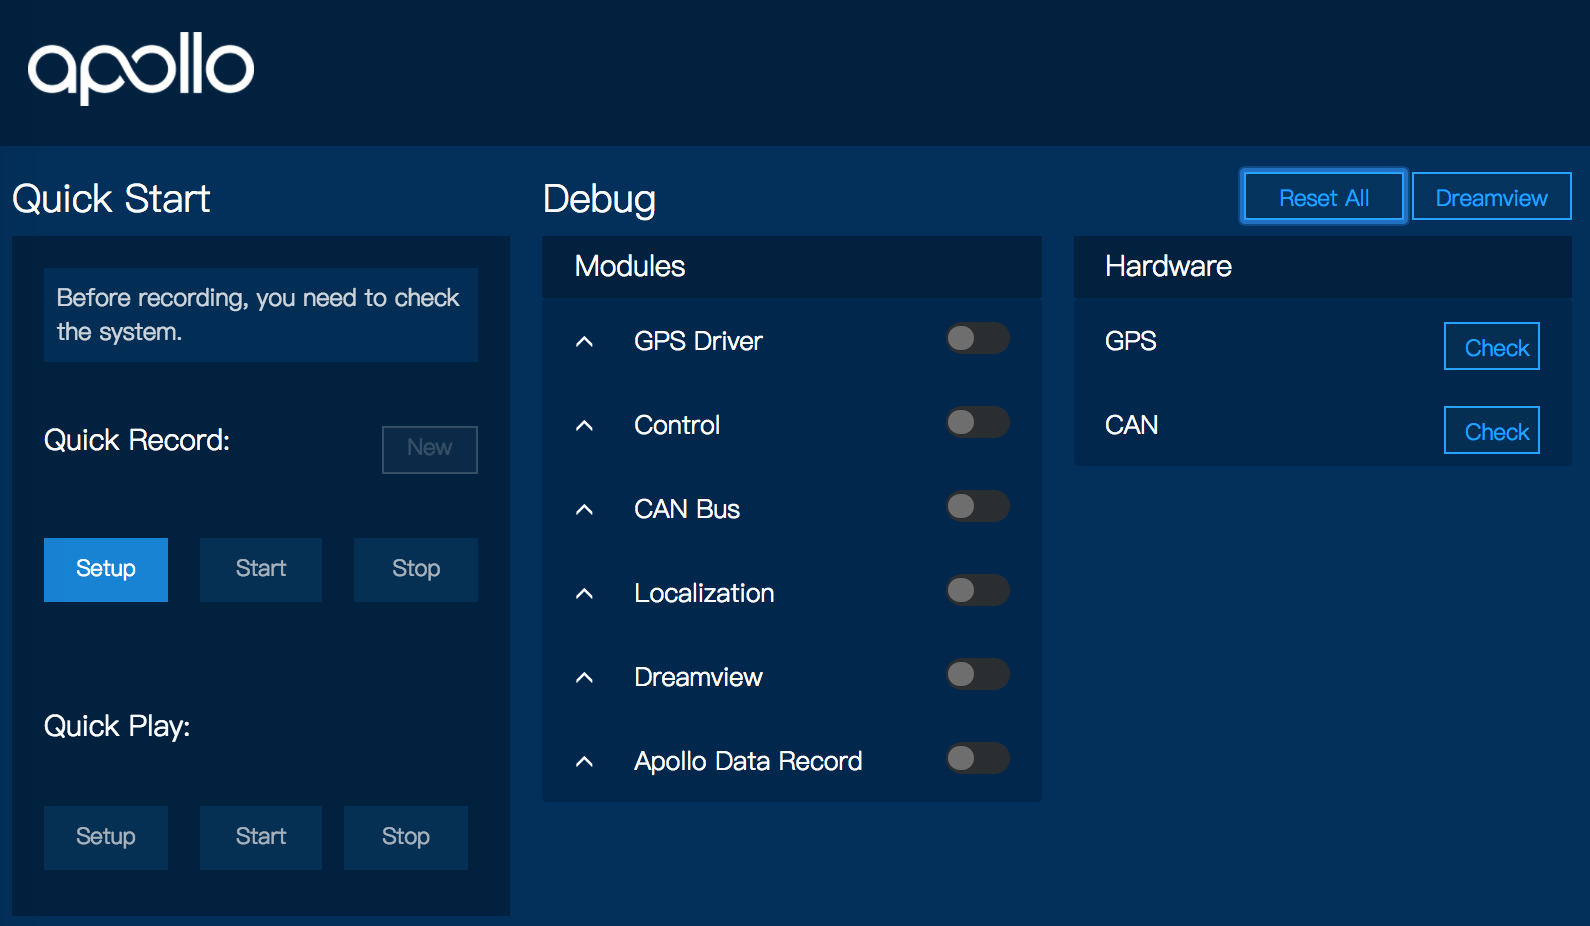 apollo
Quick Start
Before recording, you need to check
the system.
Quick Record:
New
Setup
Start
Stop
Quick Play:
Setup
Start
Stop
Debug
Reset All
Dreamview
Modules
GPS Driver
Control
CAN Bus
Localization
Dreamview
Apollo Data Record
Hardware
GPS
Check
CAN
Check